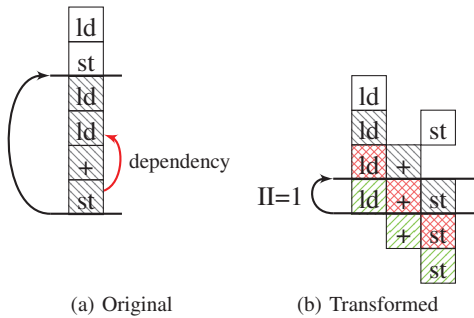 ld
st
ld
ld
+
st
dependency
(a) Original
ld
ld st
ld +
II=1 ld + st
+ st
st
(b) Transformed